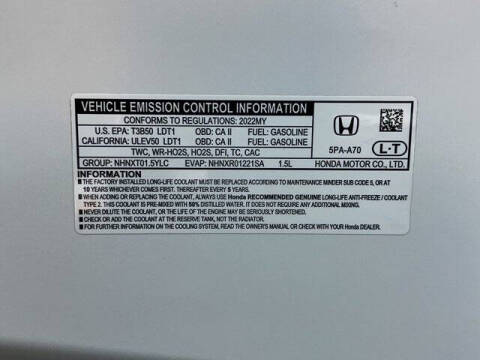 VEHICLE EMISSION CONTROL INFORMATION
CONFORMS TO REGULATIONS: 2022MY
U.S. EPA: T3B50 LDT1 OBD: CA II FUEL: GASOLINE
CALIFORNIA: ULEV50 LDT1 OBD: CA II FUEL: GASOLINE
TWC, WR-HO2S, HO2S, DFI, TC, CAC
GROUP: NHNXT01.5YLC EVAP: NHNXR01221SA 1.5L
5PA-A70
L·T
HONDA MOTOR CO., LTD.
INFORMATION
■ THE FACTORY INSTALLED LONG-LIFE COOLANT MUST BE REPLACED ACCORDING TO MAINTENANCE MINDER SUB CODE 5, OR AT
10 YEARS WHICHEVER COMES FIRST. THEREAFTER EVERY 5 YEARS.
■ WHEN ADDING OR REPLACING COOLANT, ALWAYS USE Honda RECOMMENDED GENUINE LONG-LIFE ANTI-FREEZE / COOLANT
TYPE 2. THIS COOLANT IS PRE-MIXED WITH 50% DISTILLED WATER, IT DOES NOT REQUIRE ANY ADDITIONAL MIXING.
■ NEVER DILUTE COOLANT, OR THE LIFE OF THE ENGINE MAY BE SERIOUSLY SHORTENED.
■ CHECK OR ADD COOLANT AT THE RESERVE TANK, NOT THE RADIATOR.
■ FOR FURTHER INFORMATION ON THE COOLING SYSTEM, READ THE OWNER'S MANUAL OR CHECK WITH YOUR Honda DEALER.